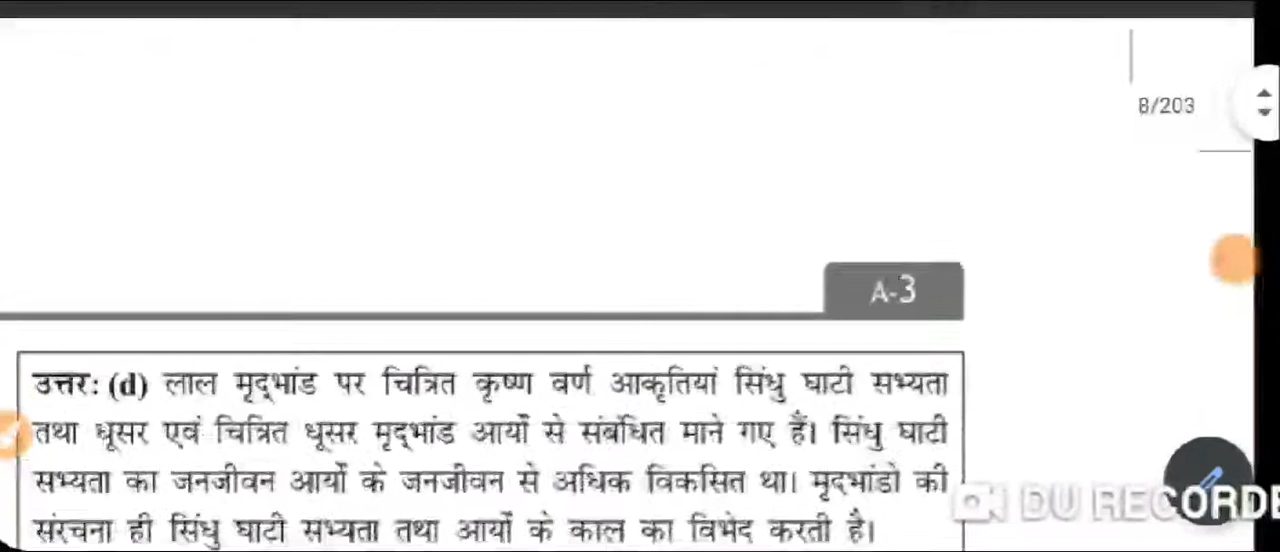 8/203
A-3
उत्तर: (d) लाल मृद्भांड पर चित्रित कृष्ण वर्ण आकृतियां सिंधु घाटी सभ्यता
तथा धूसर एवं चित्रित धूसर मृद्भांड आर्यों से संबंधित माने गए हैं। सिंधु घाटी
सभ्यता का जनजीवन आर्यों के जनजीवन से अधिक विकसित था। मृदभांडो की
संरचना ही सिंधु घाटी सभ्यता तथा आर्यों के काल का विभेद करती है।
DU RECORDE